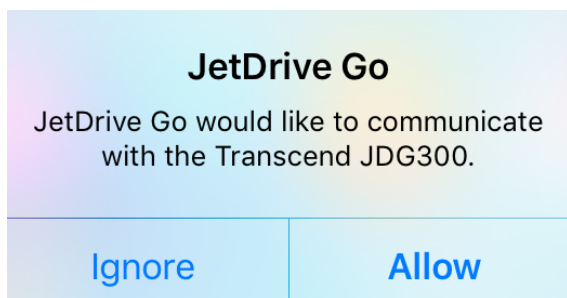 JetDrive Go
JetDrive Go would like to communicate
with the Transcend JDG300.
Ignore
Allow